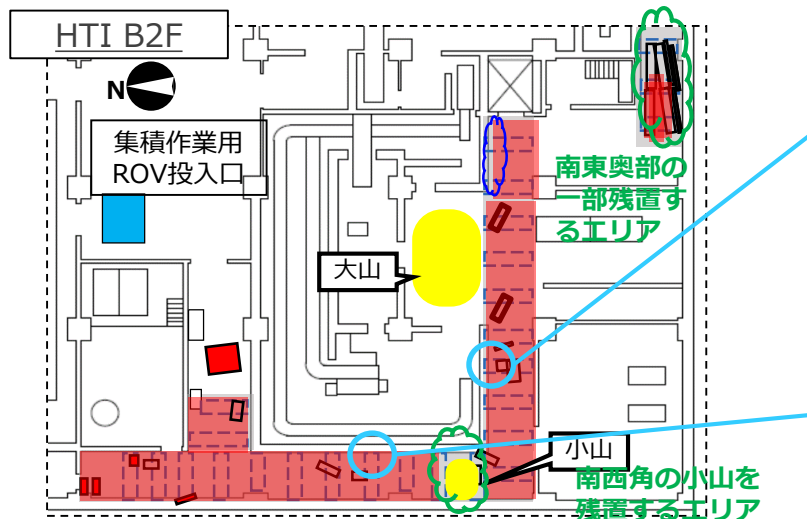 HTI B2F
N
集積作業用
ROV投入口
南東奥部の
一部残置す
るエリア
大山
小山
南西角の小山を
残置するエリア